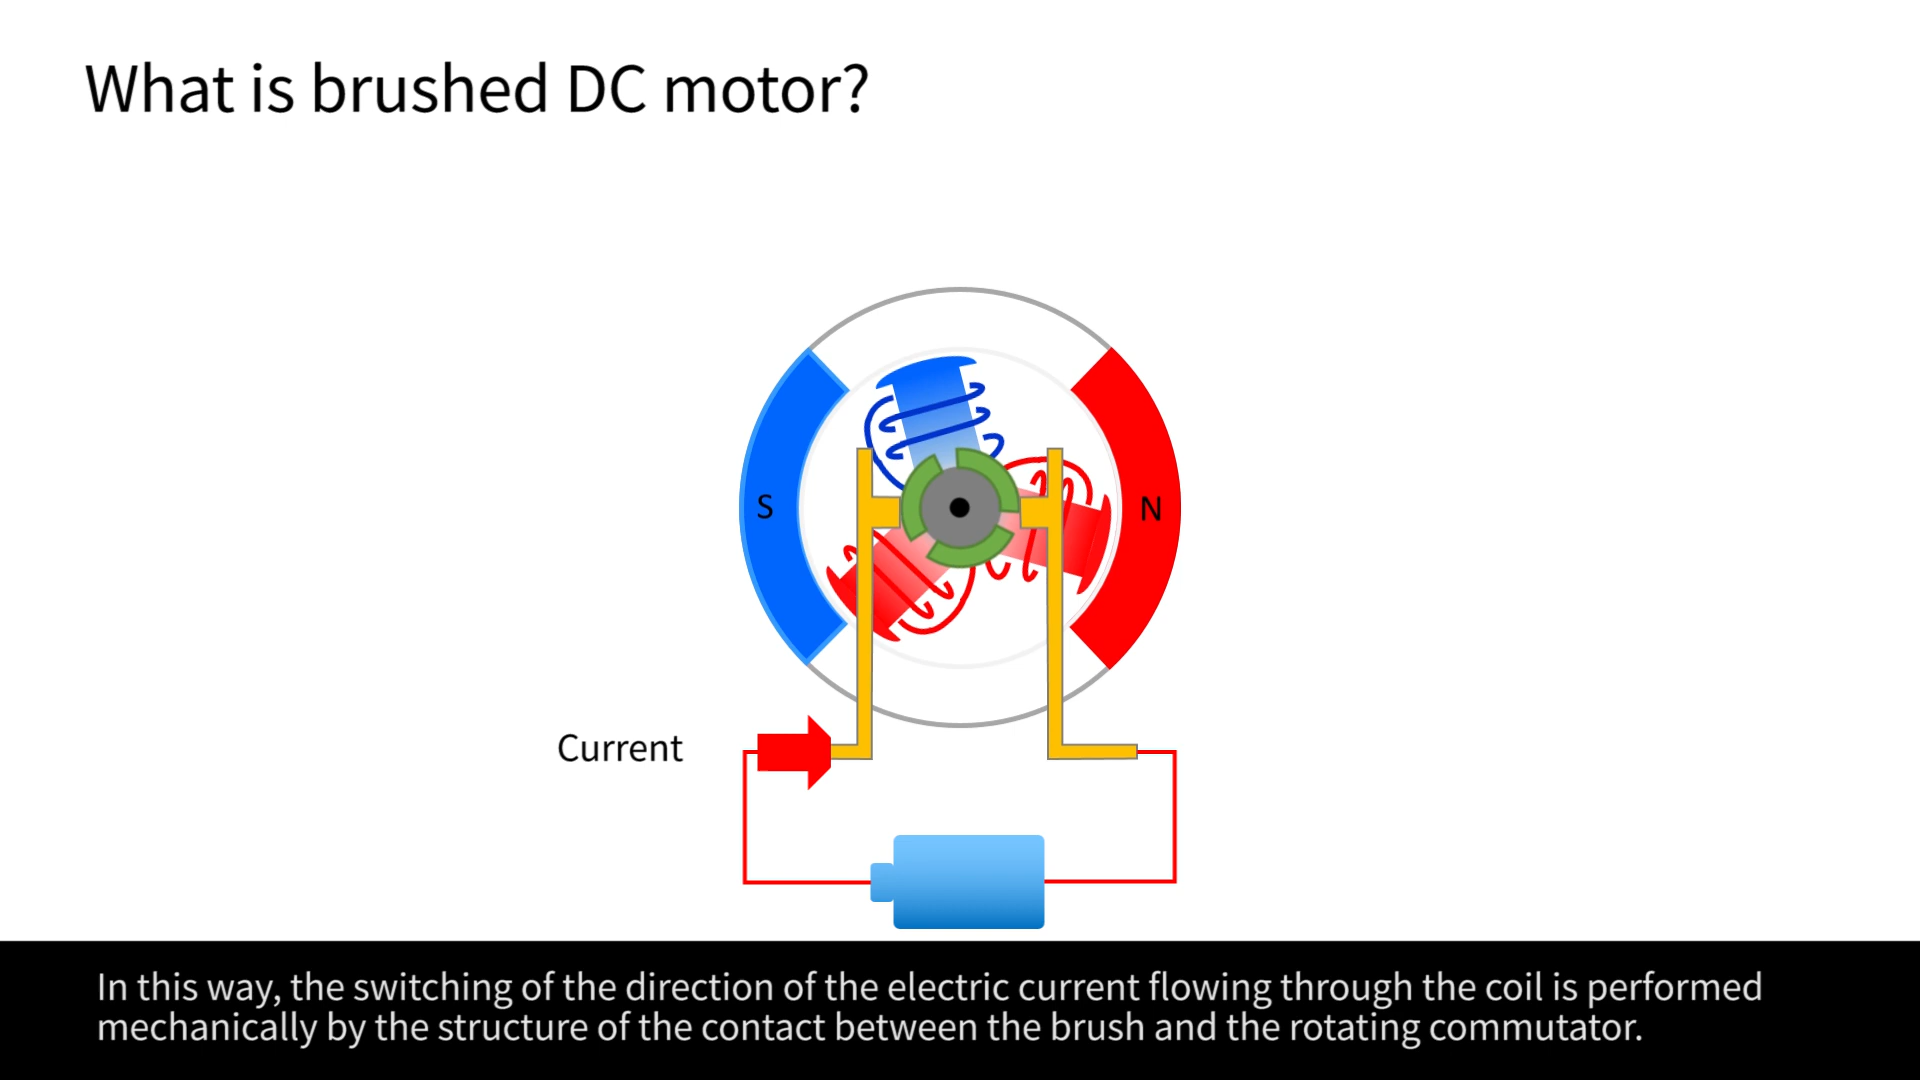 What is brushed DC motor?
S
N
Current
In this way, the switching of the direction of the electric current flowing through the coil is performed
mechanically by the structure of the contact between the brush and the rotating commutator.